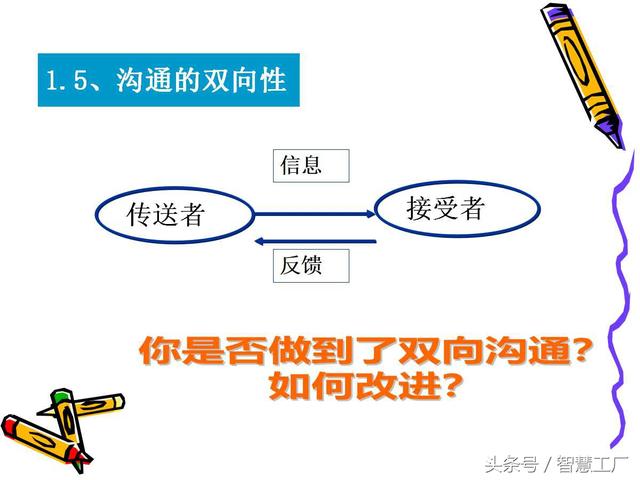 1.5、沟通的双向性
信息
传送者
接受者
反馈
你是否做到了双向沟通?
如何改进?
头条号／智慧工厂